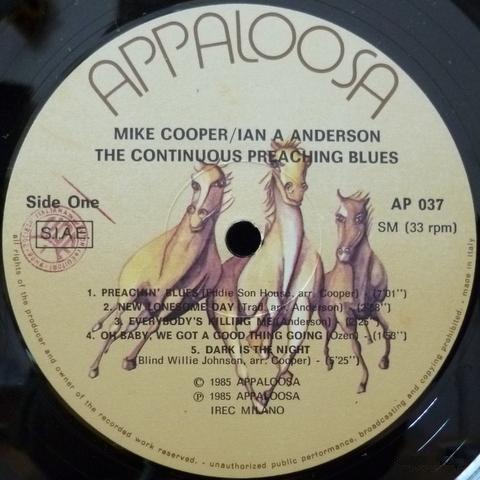 APPALOOSA
MIKE COOPER/IAN A ANDERSON
THE CONTINUOUS PREACHING BLUES
Side One
AP 037
S.I.A.E.
SM (33 rpm)
1. PREACHIN' BLUES (Eddie Son House, arr. Cooper) - (7'01'')
2. NEW LONESOME DAY (Trad, arr. Anderson)
3. EVERYBODY'S KILLING ME (Anderson)
4. OH BABY, WE GOT A GOOD THING GOING (Ozen)
5. DARK IS THE NIGHT
(Blind Willie Johnson, arr. Cooper)
© 1985 APPALOOSA
℗ 1985 APPALOOSA
IREC MILANO
all rights of the producer and owner of the recorded work reserved. - unauthorized public performance, broadcasting and copying prohibited.
made in italy